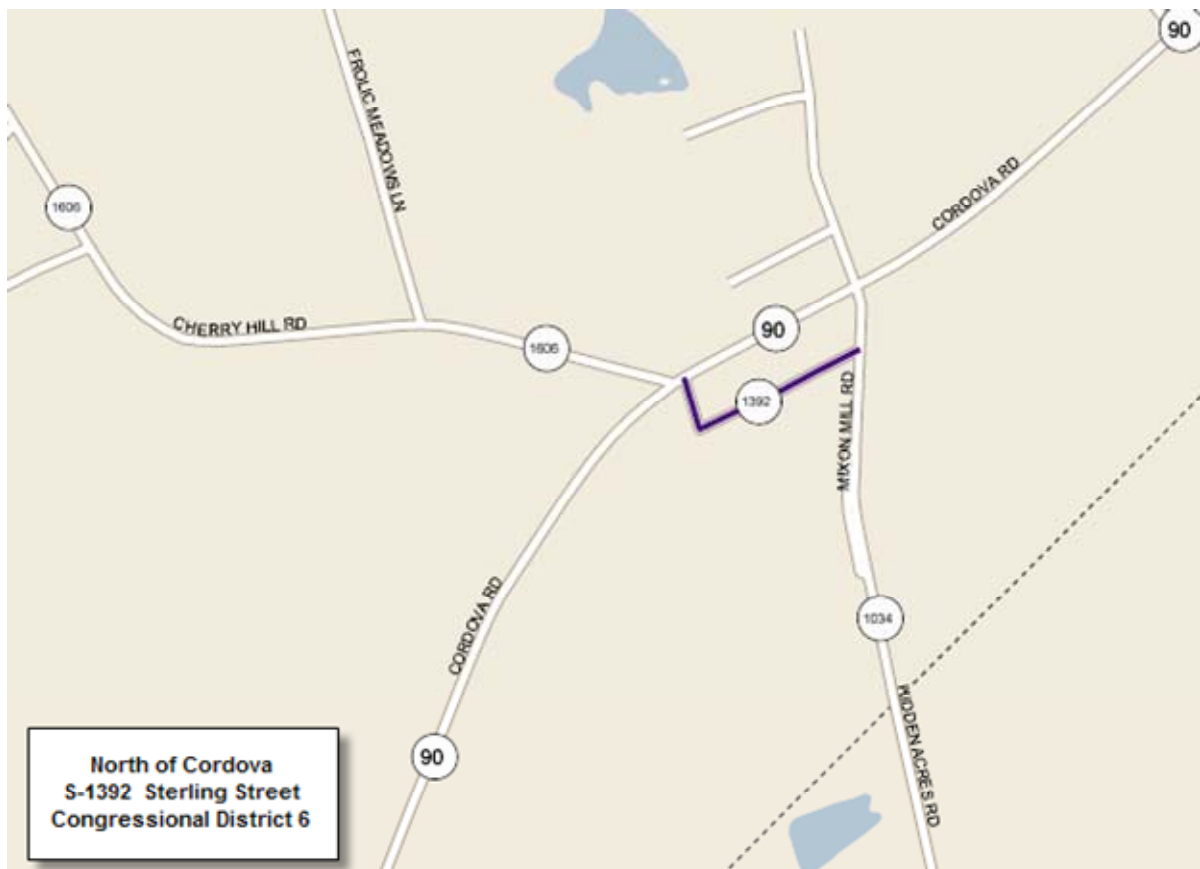 90
FROLIC MEADOWS LN
1606
CORDOVA RD
CHERRY HILL RD
1606
90
1392
MIXON MILL RD
CORDOVA RD
1034
HIDDEN ACRES RD
90
North of Cordova
S-1392 Sterling Street
Congressional District 6